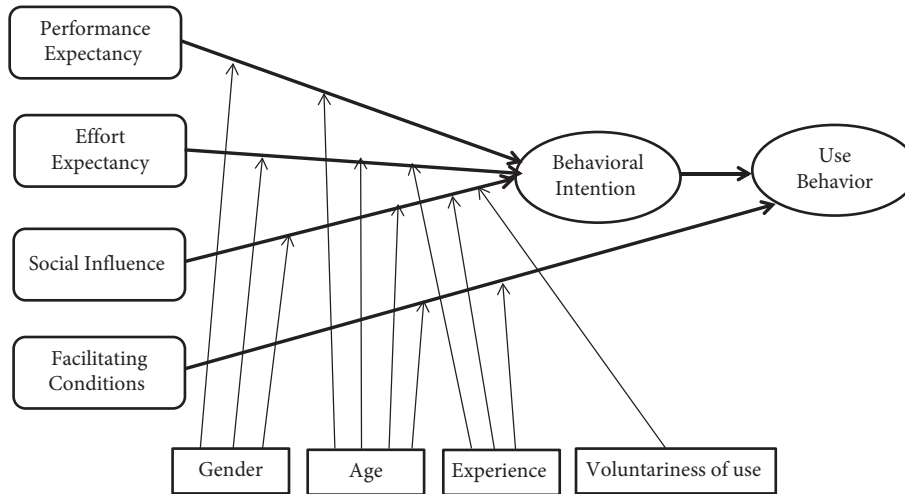 Performance
Expectancy
Effort
Expectancy
Social Influence
Facilitating
Conditions
Behavioral
Intention
Use
Behavior
Gender
Age
Experience
Voluntariness of use